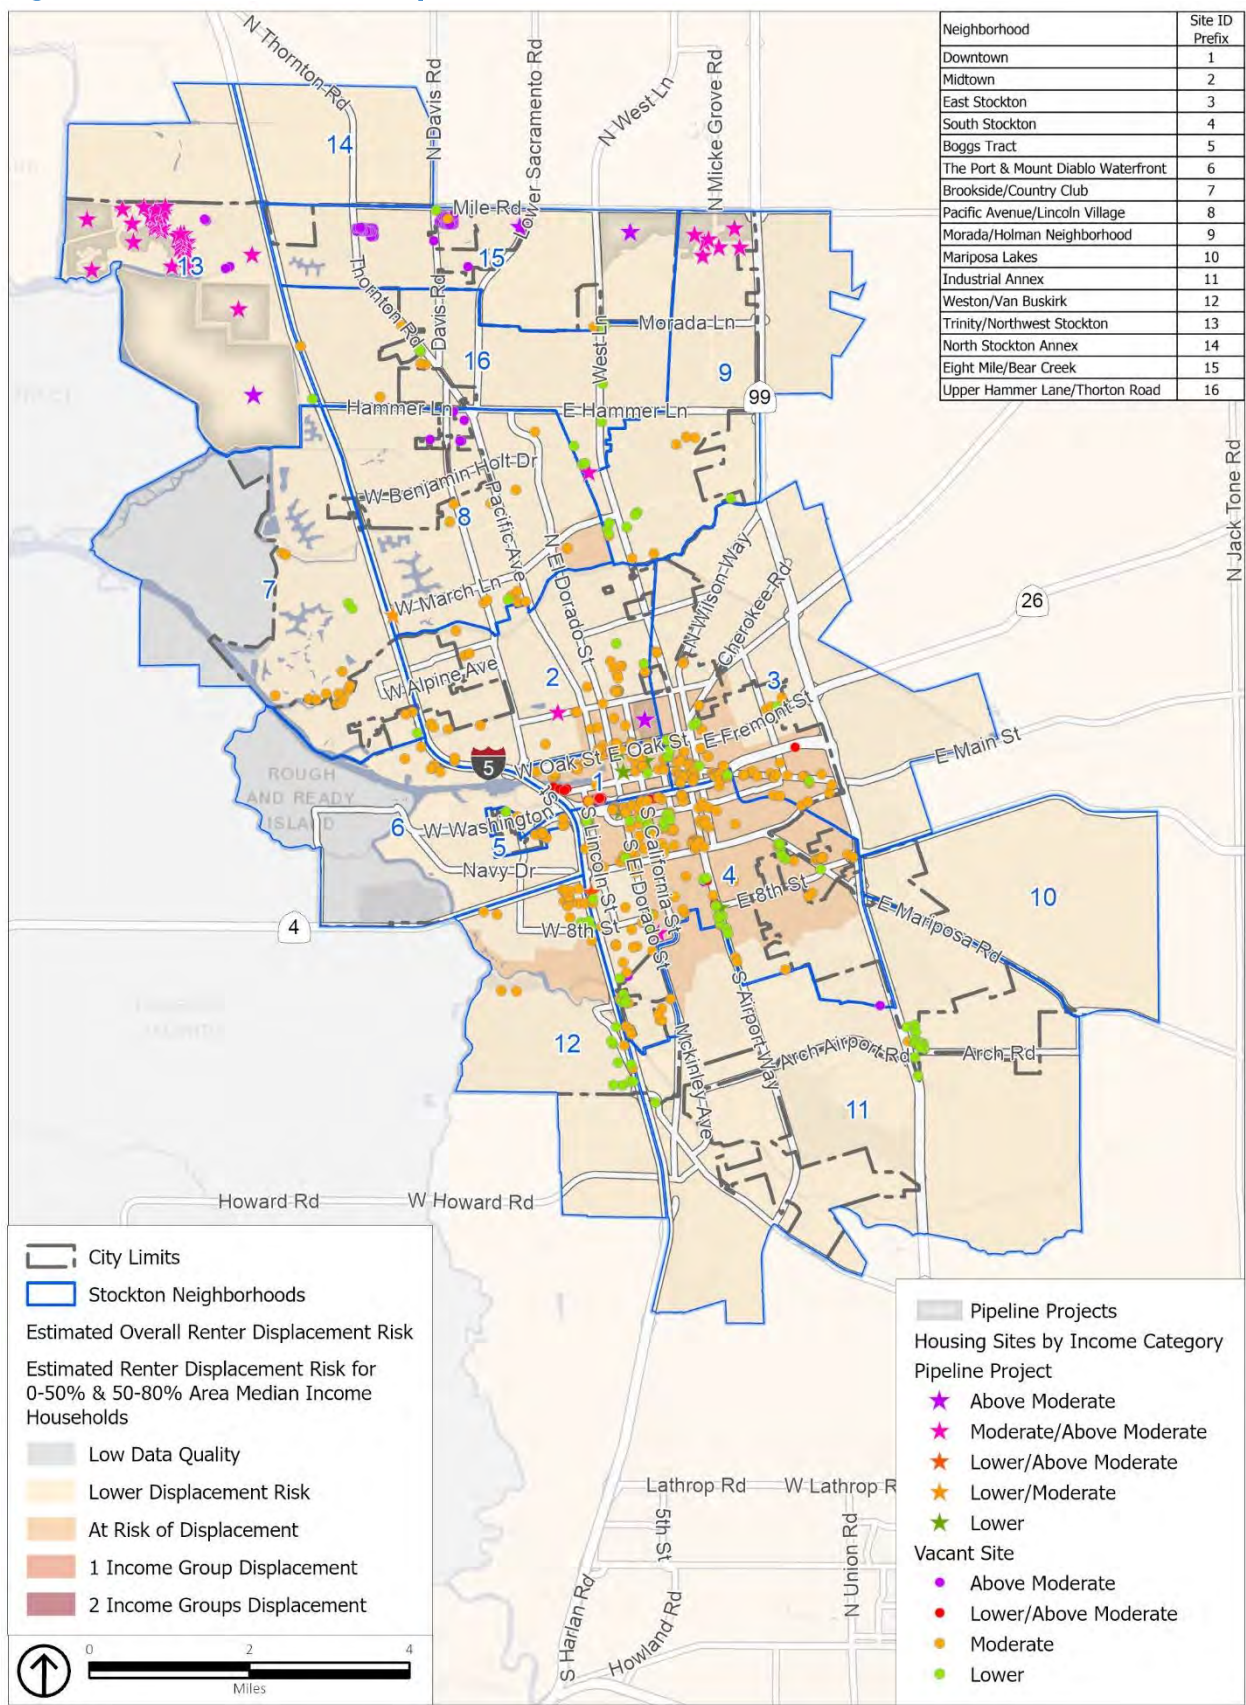 Neighborhood Site ID Prefix
Downtown 1
Midtown 2
East Stockton 3
South Stockton 4
Boggs Tract 5
The Port & Mount Diablo Waterfront 6
Brookside/Country Club 7
Pacific Avenue/Lincoln Village 8
Morada/Holman Neighborhood 9
Mariposa Lakes 10
Industrial Annex 11
Weston/Van Buskirk 12
Trinity/Northwest Stockton 13
North Stockton Annex 14
Eight Mile/Bear Creek 15
Upper Hammer Lane/Thorton Road 16
N Thornton Rd
N Davis Rd
Lower Sacramento Rd
N West Ln
N Micke Grove Rd
14
Mile Rd
13
15
Thornton Rd
Davis Rd
West Ln
Morada Ln
16
9
99
Hammer Ln
E Hammer Ln
W Benjamin Holt Dr
8
Pacific Ave
N El Dorado St
N Wilson Way
Cherokee Rd
N Jack Tone Rd
7
W March Ln
26
2
3
W Alpine Ave
E Fremont St
E Main St
5
W Oak St
E Oak St
1
ROUGH
AND READY
ISLAND
6
W Washington St
5
Navy Dr
S Lincoln St
S El Dorado St
S California St
4
E 8th St
10
4
W 8th St
E Mariposa Rd
S Airport Way
12
Mckinley Ave
Arch Airport Rd
Arch Rd
11
Howard Rd
W Howard Rd
Lathrop Rd
W Lathrop R
5th St
N Union Rd
S Harlan Rd
Howland Rd
City Limits
Stockton Neighborhoods
Estimated Overall Renter Displacement Risk
Estimated Renter Displacement Risk for
0-50% & 50-80% Area Median Income
Households
Low Data Quality
Lower Displacement Risk
At Risk of Displacement
1 Income Group Displacement
2 Income Groups Displacement
0 2 4
Miles
Pipeline Projects
Housing Sites by Income Category
Pipeline Project
Above Moderate
Moderate/Above Moderate
Lower/Above Moderate
Lower/Moderate
Lower
Vacant Site
Above Moderate
Lower/Above Moderate
Moderate
Lower